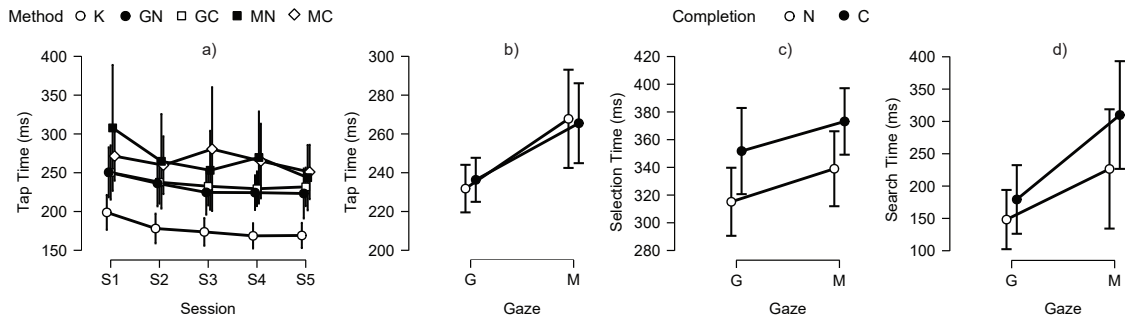 Method K GN GC MN MC
Completion N C
a)
Tap Time (ms)
400
350
300
250
200
150
S1 S2 S3 S4 S5
Session
b)
Tap Time (ms)
300
280
260
240
220
200
G M
Gaze
c)
Selection Time (ms)
420
400
380
360
340
320
300
280
G M
Gaze
d)
Search Time (ms)
400
350
300
250
200
150
100
G M
Gaze